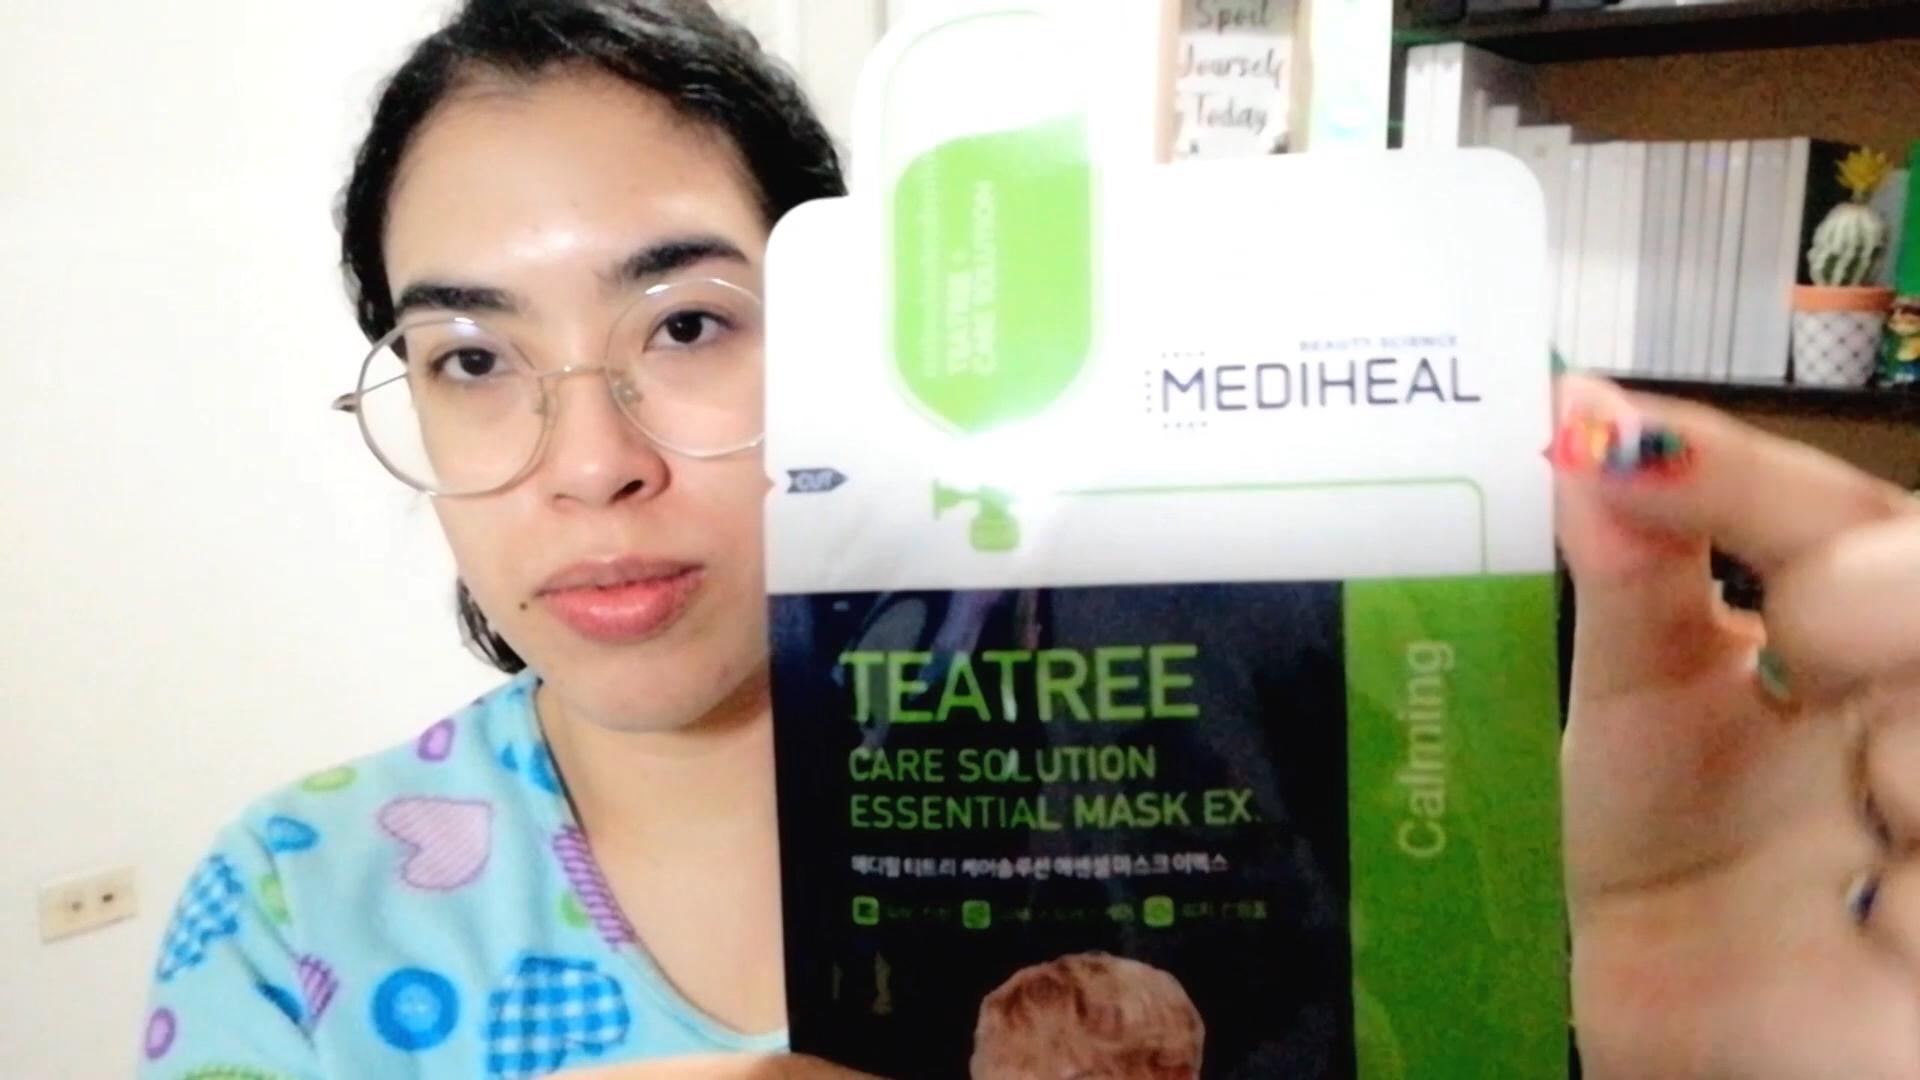 Spoil
Yourself
Today
TEATREE
CARE SOLUTION
BEAUTY SCIENCE
MEDIHEAL
CUT
TEATREE
CARE SOLUTION
ESSENTIAL MASK EX.
메디힐 티트리 케어솔루션 에센셜 마스크 이엑스
Calming